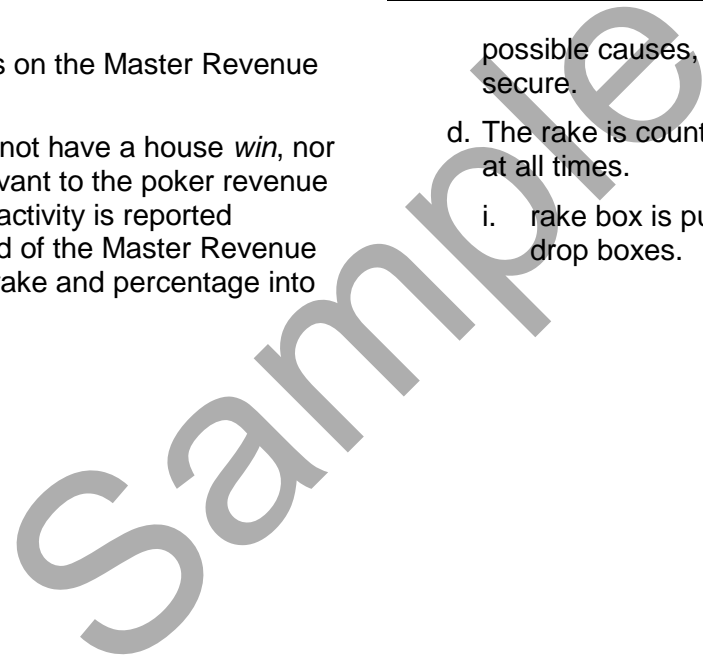 s on the Master Revenue
not have a house win, nor
vant to the poker revenue
activity is reported
d of the Master Revenue
rake and percentage into
possible causes,
secure.
d. The rake is count
at all times.
i. rake box is pu
drop boxes.
Sample